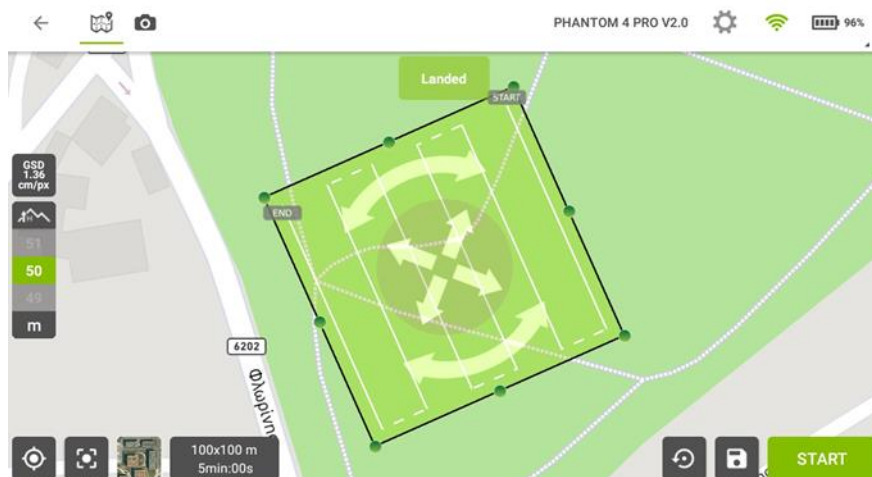 PHANTOM 4 PRO V2.0
96%
Landed
START
END
GSD
1.36
cm/px
51
50
49
m
6202
Φλωρίνης
100x100 m
5min:00s
START